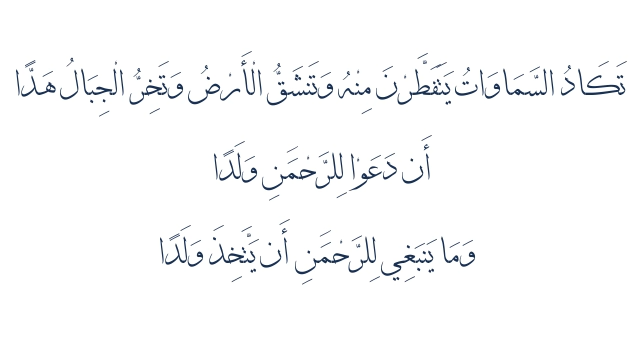 تَكَادُ السَّمَاوَاتُ يَتَفَطَّرْنَ مِنْهُ وَتَنشَقُّ الْأَرْضُ وَتَخِرُّ الْجِبَالُ هَدًّا
أَن دَعَوْا لِلرَّحْمَنِ وَلَدًا
وَمَا يَنبَغِي لِلرَّحْمَنِ أَن يَتَّخِذَ وَلَدًا